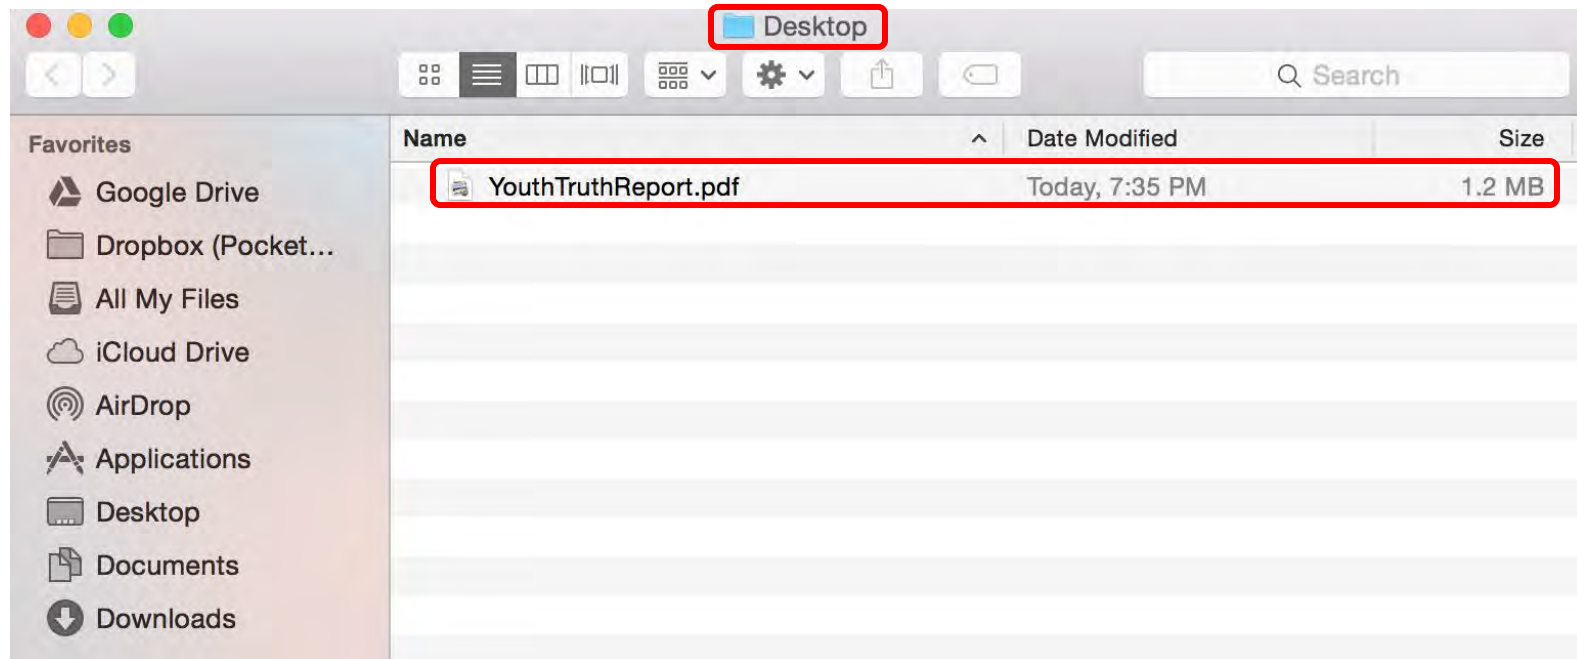 Desktop
Search
Favorites
Google Drive
Dropbox (Pocket...
All My Files
iCloud Drive
AirDrop
Applications
Desktop
Documents
Downloads
Name Date Modified Size
YouthTruthReport.pdf Today, 7:35 PM 1.2 MB